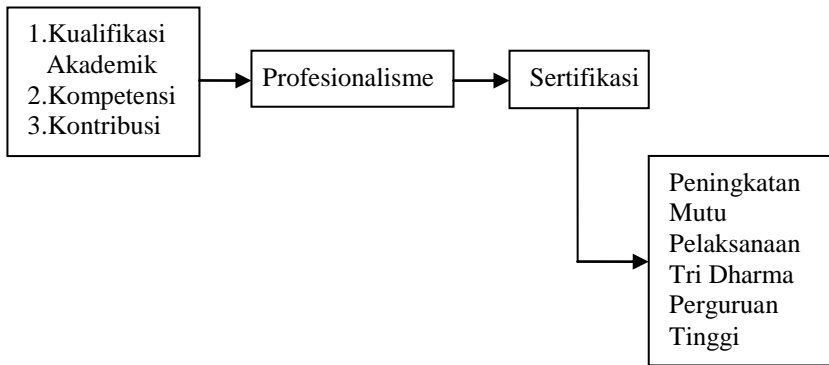 1.Kualifikasi
Akademik
2.Kompetensi
3.Kontribusi
Profesionalisme
Sertifikasi
Peningkatan
Mutu
Pelaksanaan
Tri Dharma
Perguruan
Tinggi